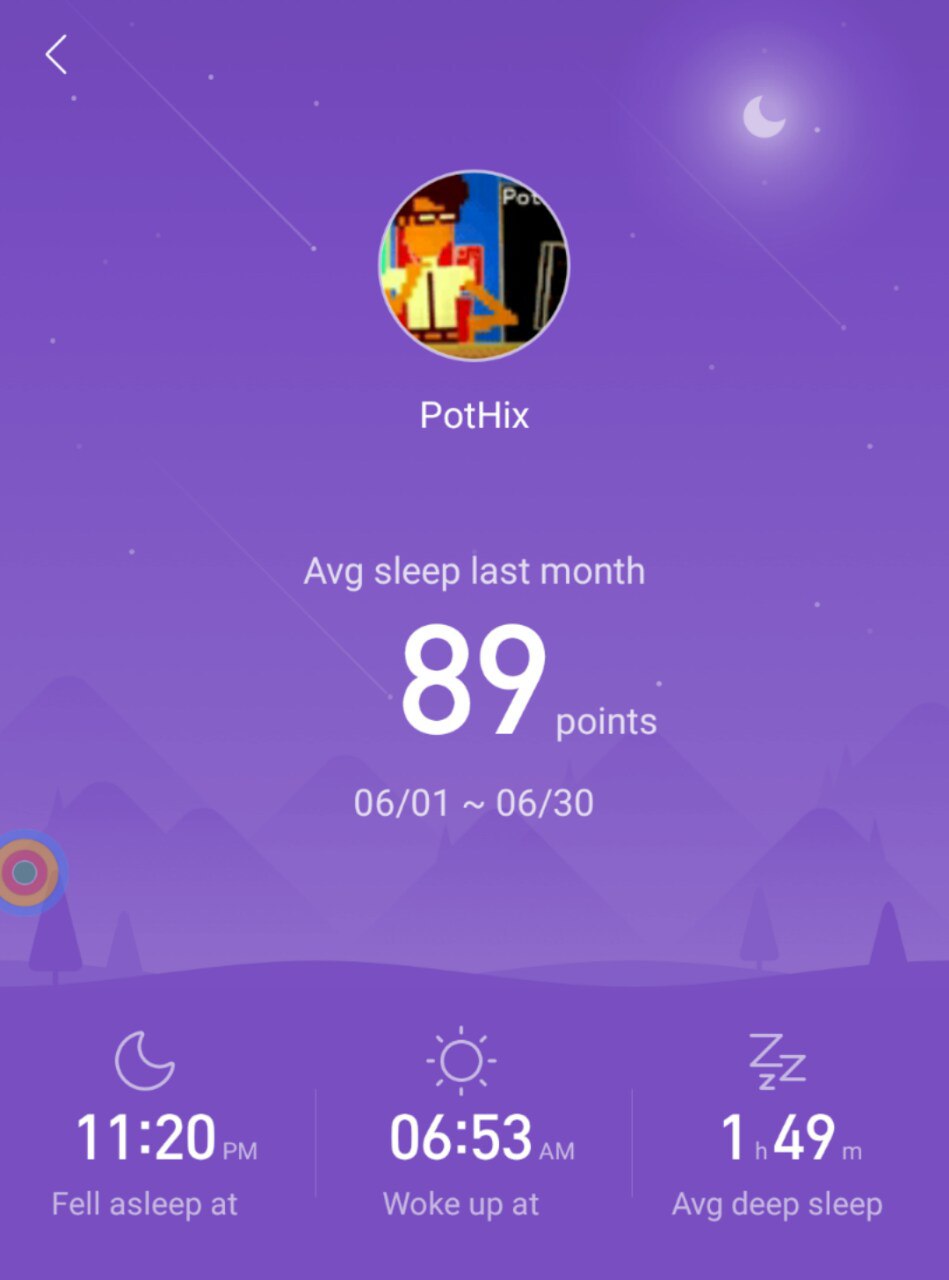 Pot
PotHix
Avg sleep last month
89 points
06/01 ~ 06/30
11:20 PM 06:53 AM 1 h 49 m
Fell asleep at Woke up at Avg deep sleep